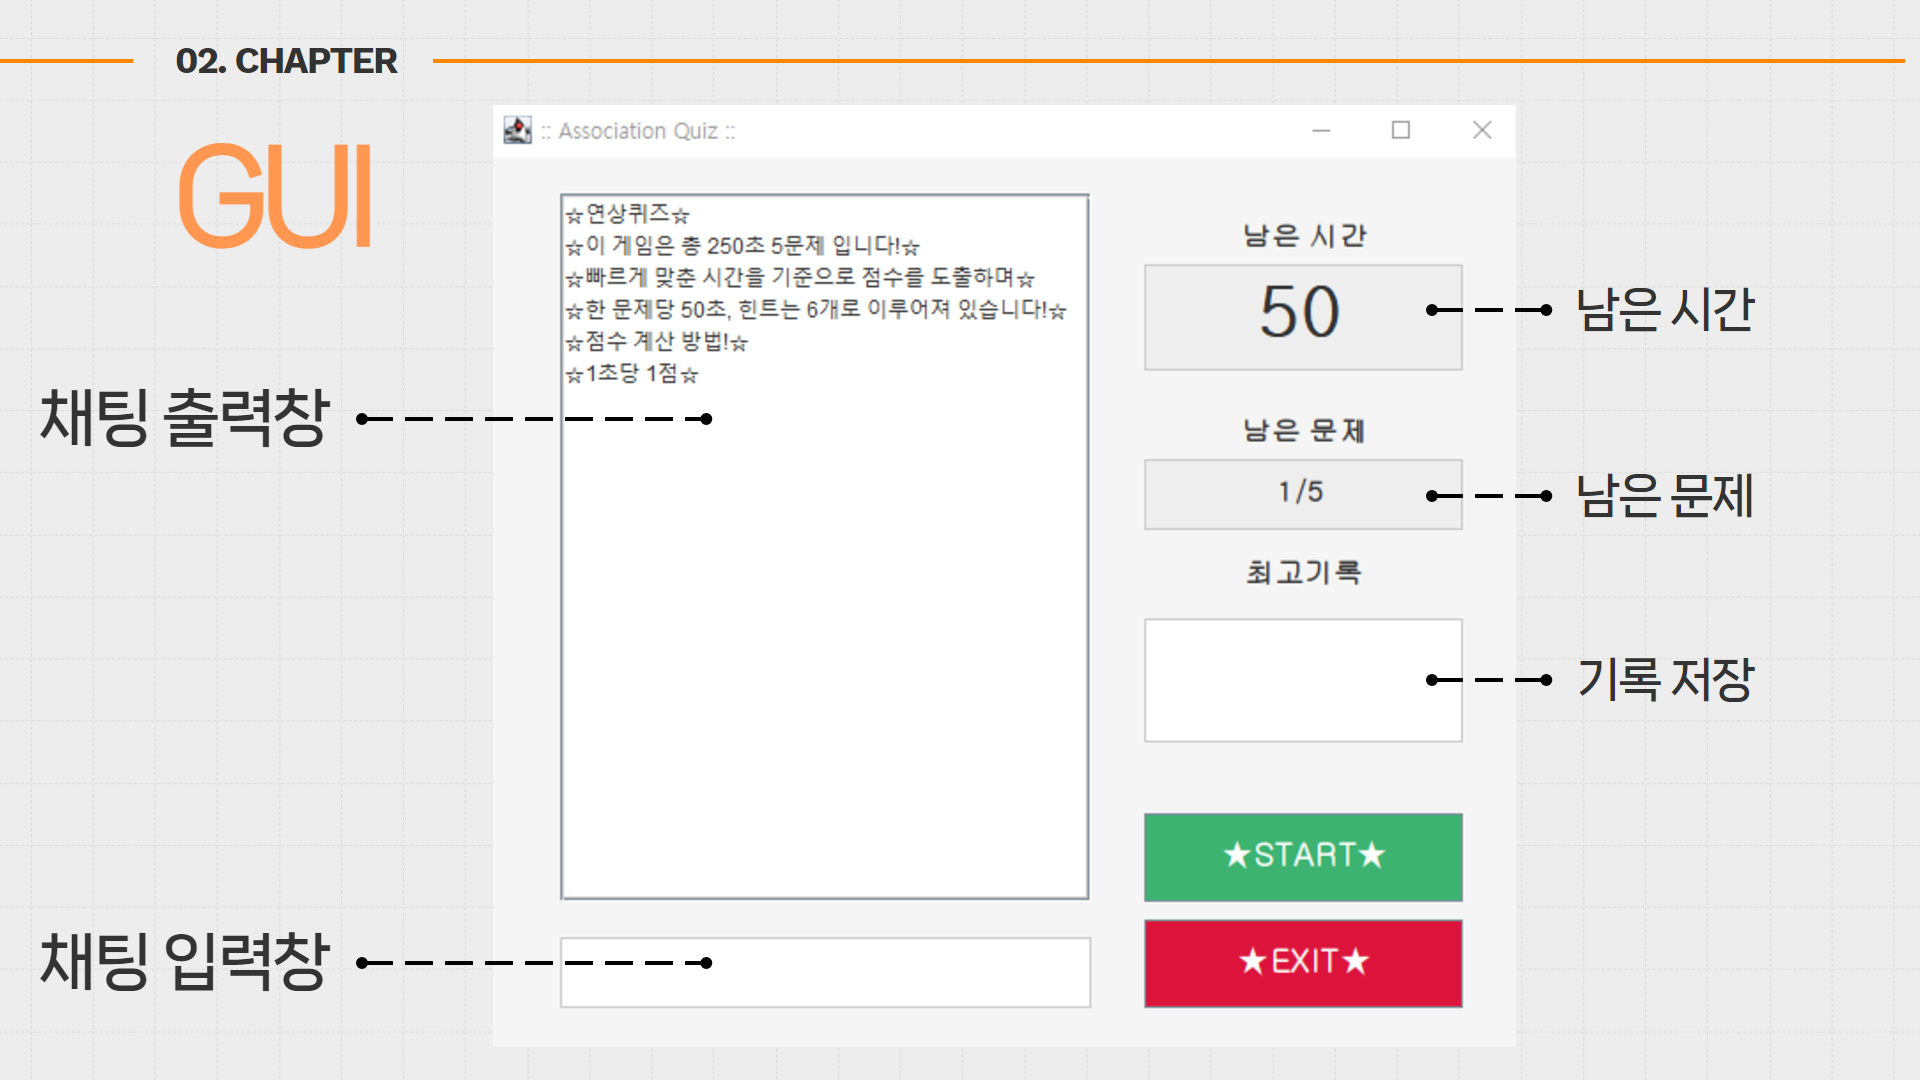 02. CHAPTER
GUI
:: Association Quiz ::
☆연상퀴즈☆
☆이 게임은 총 250초 5문제 입니다!☆
☆빠르게 맞춘 시간을 기준으로 점수를 도출하며☆
☆한 문제당 50초, 힌트는 6개로 이루어져 있습니다!☆
☆점수 계산 방법!☆
☆1초당 1점☆
채팅 출력창
채팅 입력창
남은 시간
50
남은 시간
남은 문제
1/5
남은 문제
최고기록
기록 저장
★START★
★EXIT★